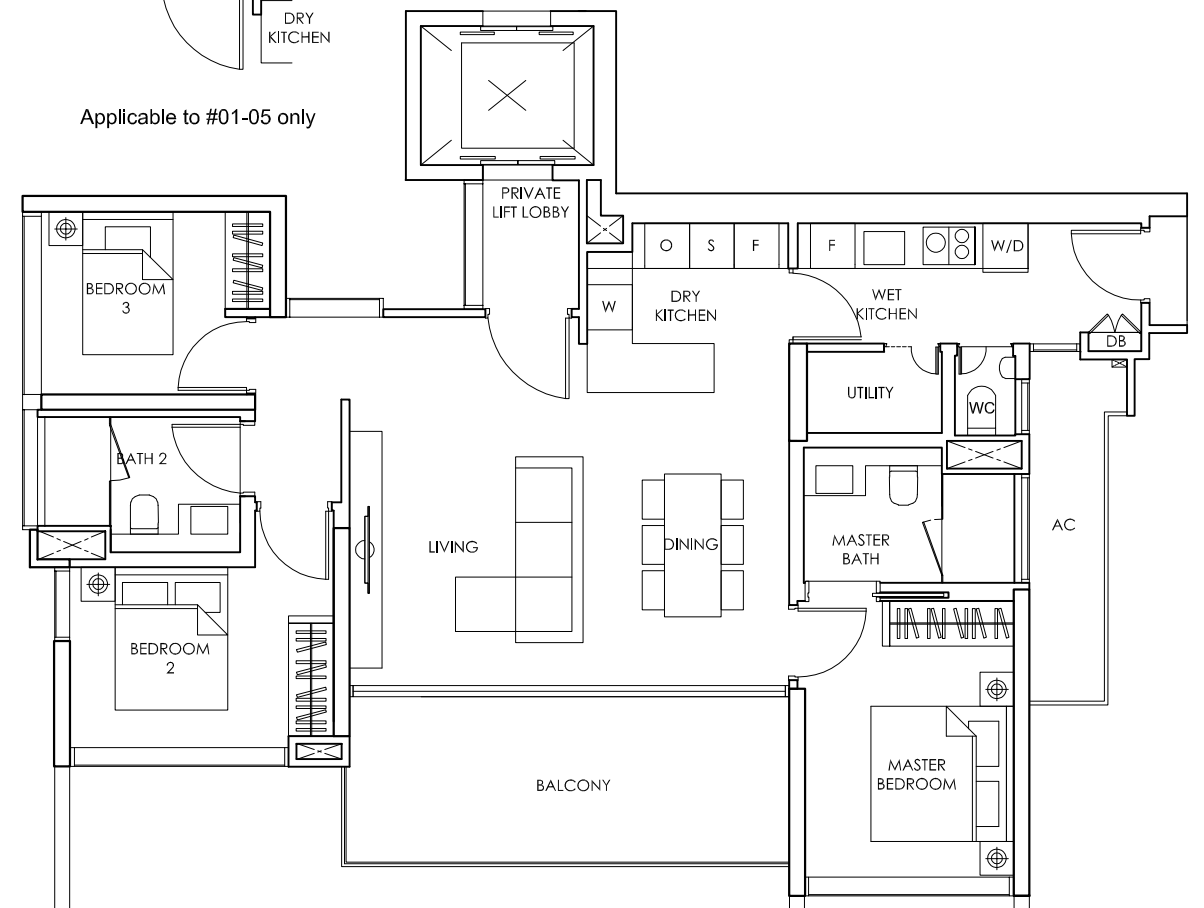 DRY
KITCHEN
Applicable to #01-05 only
PRIVATE
LIFT LOBBY
BEDROOM
3
O
S
F
F
W/D
W
DRY
KITCHEN
WET
KITCHEN
DB
UTILITY
WC
BATH 2
LIVING
DINING
MASTER
BATH
AC
BEDROOM
2
BALCONY
MASTER
BEDROOM